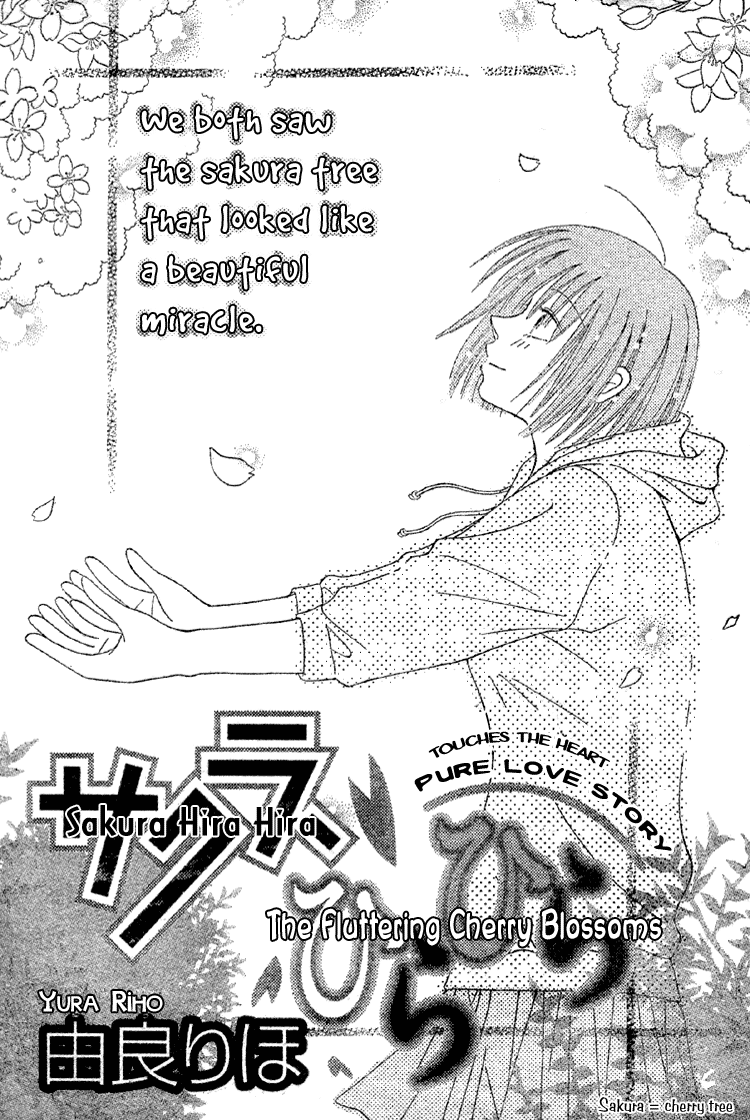 We both saw
the sakura tree
that looked like
a beautiful
miracle.
TOUCHES THE HEART
PURE LOVE STORY
サクラ
Sakura Hira Hira
ひらひら
The Fluttering Cherry Blossoms
YURA RIHO
由良りほ
Sakura = cherry tree